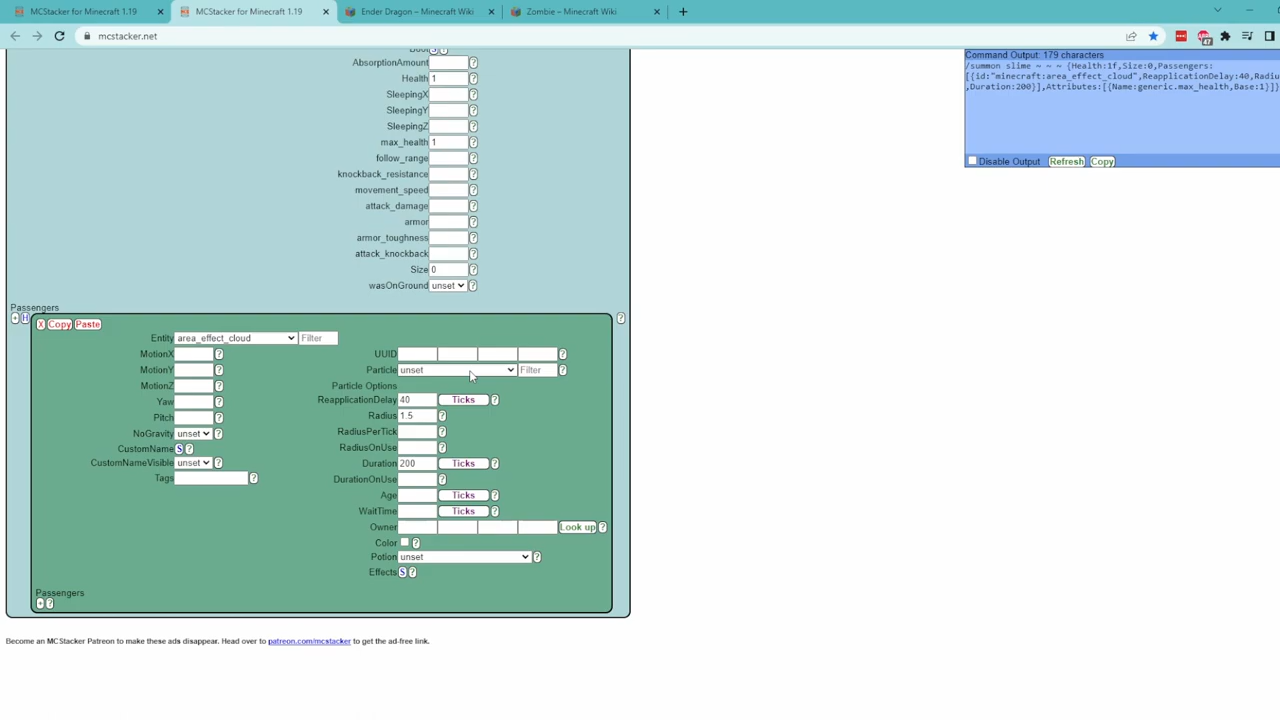 MCStacker for Minecraft 1.19 × MCStacker for Minecraft 1.19 × Ender Dragon – Minecraft Wiki × Zombie – Minecraft Wiki × +
mcstacker.net
47
AbsorptionAmount ?
Health 1 ?
SleepingX ?
SleepingY ?
SleepingZ ?
max_health 1 ?
follow_range ?
knockback_resistance ?
movement_speed ?
attack_damage ?
armor ?
armor_toughness ?
attack_knockback ?
Size 0 ?
wasOnGround unset ?
Passengers
+ H ?
X Copy Paste
Entity area_effect_cloud Filter
MotionX ?
MotionY ?
MotionZ ?
Yaw ?
Pitch ?
NoGravity unset ?
CustomName S ?
CustomNameVisible unset ?
Tags ?
UUID ?
Particle unset Filter ?
Particle Options
ReapplicationDelay 40 Ticks ?
Radius 1.5 ?
RadiusPerTick ?
RadiusOnUse ?
Duration 200 Ticks ?
DurationOnUse ?
Age Ticks ?
WaitTime Ticks ?
Owner Look up ?
Color ?
Potion unset ?
Effects S ?
Passengers
+ ?
Become an MCStacker Patreon to make these ads disappear. Head over to patreon.com/mcstacker to get the ad-free link.
Command Output: 179 characters
/summon slime ~ ~ ~ {Health:1f,Size:0,Passengers:
[{id:"minecraft:area_effect_cloud",ReapplicationDelay:40,Radiu
,Duration:200}],Attributes:[{Name:generic.max_health,Base:1}]}
Disable Output Refresh Copy